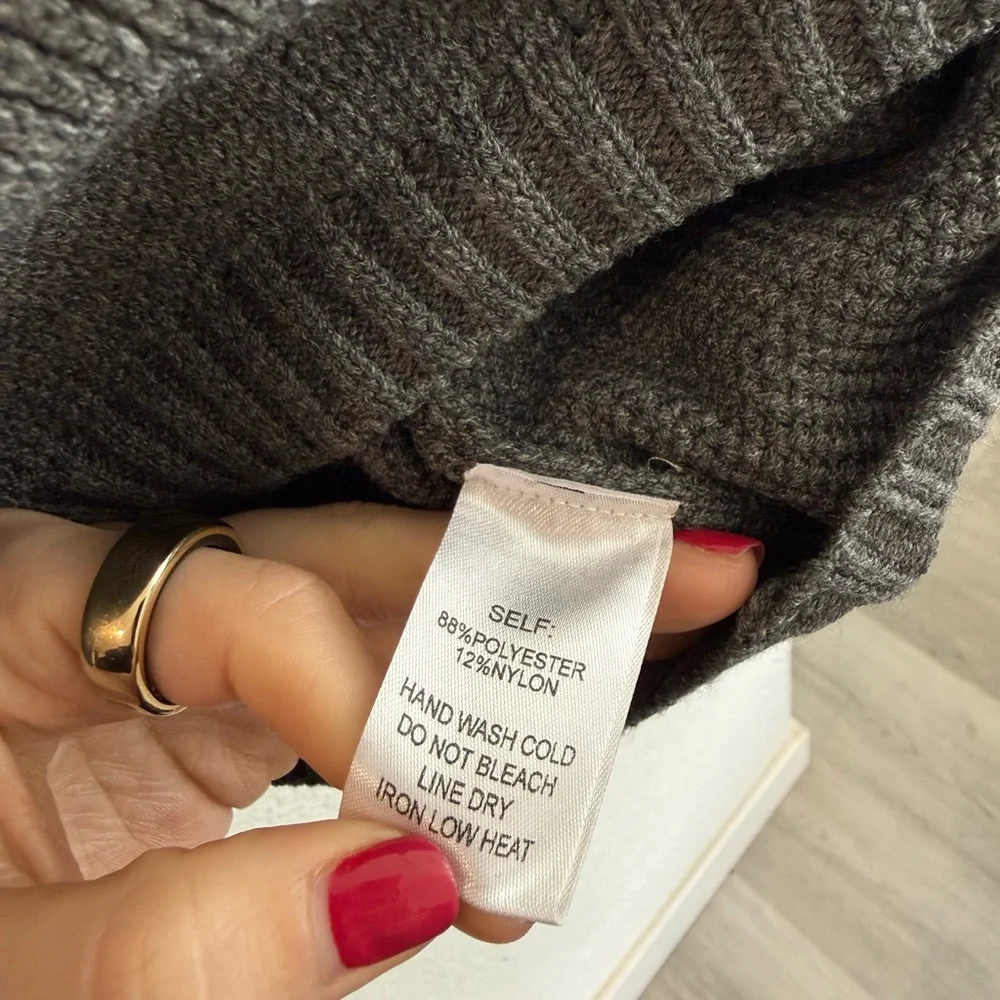 SELF:
88%POLYESTER
12%NYLON
HAND WASH COLD
DO NOT BLEACH
LINE DRY
IRON LOW HEAT